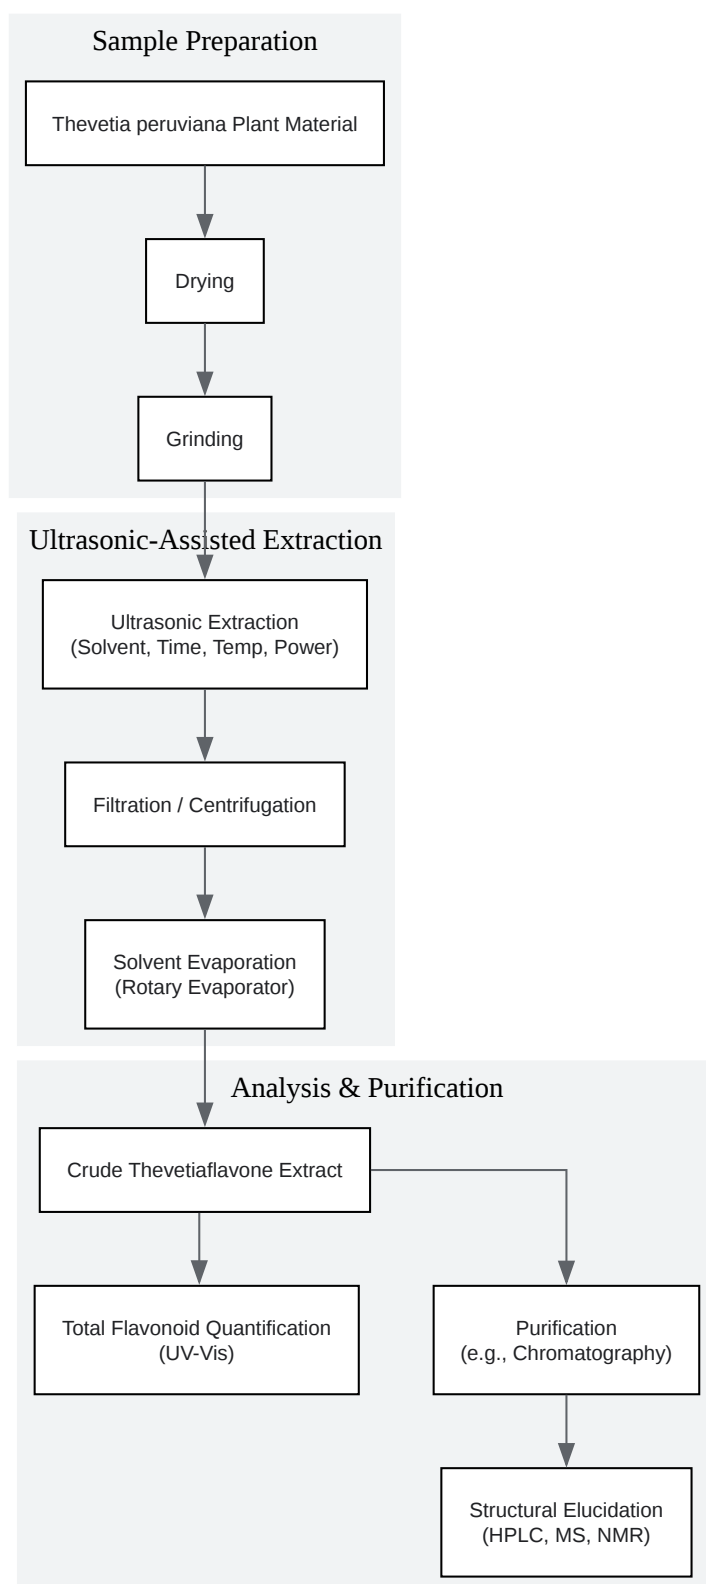 Sample Preparation
Thevetia peruviana Plant Material
Drying
Grinding
Ultrasonic-Assisted Extraction
Ultrasonic Extraction
(Solvent, Time, Temp, Power)
Filtration / Centrifugation
Solvent Evaporation
(Rotary Evaporator)
Analysis & Purification
Crude Thevetiaflavone Extract
Total Flavonoid Quantification
(UV-Vis)
Purification
(e.g., Chromatography)
Structural Elucidation
(HPLC, MS, NMR)